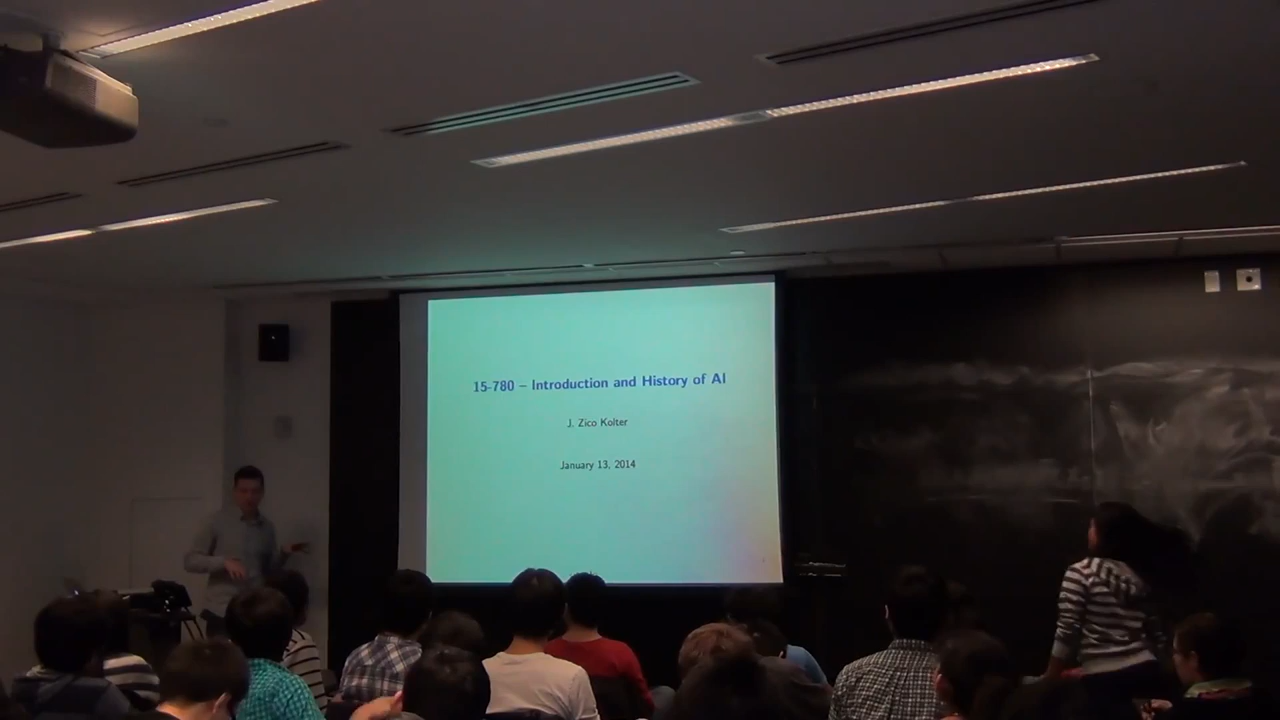 15-780 – Introduction and History of AI
J. Zico Kolter
January 13, 2014